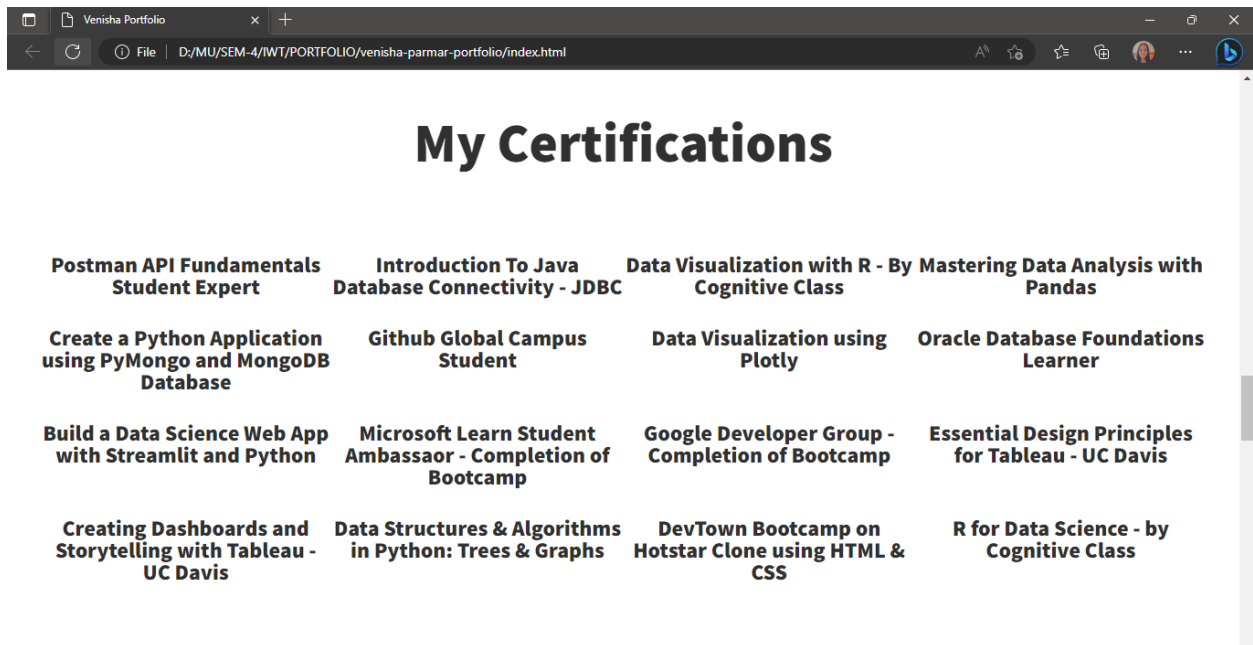 Venisha Portfolio
File
D:/MU/SEM-4/IWT/PORTFOLIO/venisha-parmar-portfolio/index.html
My Certifications
Postman API Fundamentals
Student Expert
Introduction To Java
Database Connectivity - JDBC
Data Visualization with R - By
Cognitive Class
Mastering Data Analysis with
Pandas
Create a Python Application
using PyMongo and MongoDB
Database
Github Global Campus
Student
Data Visualization using
Plotly
Oracle Database Foundations
Learner
Build a Data Science Web App
with Streamlit and Python
Microsoft Learn Student
Ambassaor - Completion of
Bootcamp
Google Developer Group -
Completion of Bootcamp
Essential Design Principles
for Tableau - UC Davis
Creating Dashboards and
Storytelling with Tableau -
UC Davis
Data Structures & Algorithms
in Python: Trees & Graphs
DevTown Bootcamp on
Hotstar Clone using HTML &
CSS
R for Data Science - by
Cognitive Class